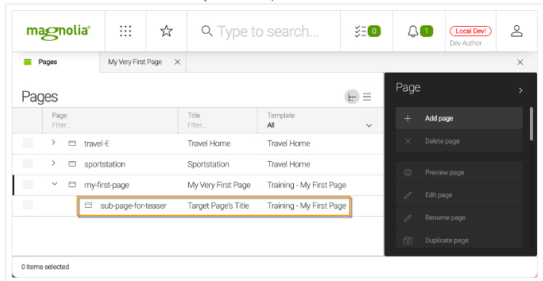 magnolia
Type to search...
0
1
Local Dev!
Dev Author
Pages
My Very First Page
Pages
Page
Filter...
Title
Filter...
Template
All
travel €
Travel Home
sportstation
Sportstation
Travel Home
my-first-page
My Very First Page
Training - My First Page
sub-page-for-teaser
Target Page's Title
Training - My First Page
0 items selected
Page
Add page
Delete page
Preview page
Edit page
Rename page
Duplicate page